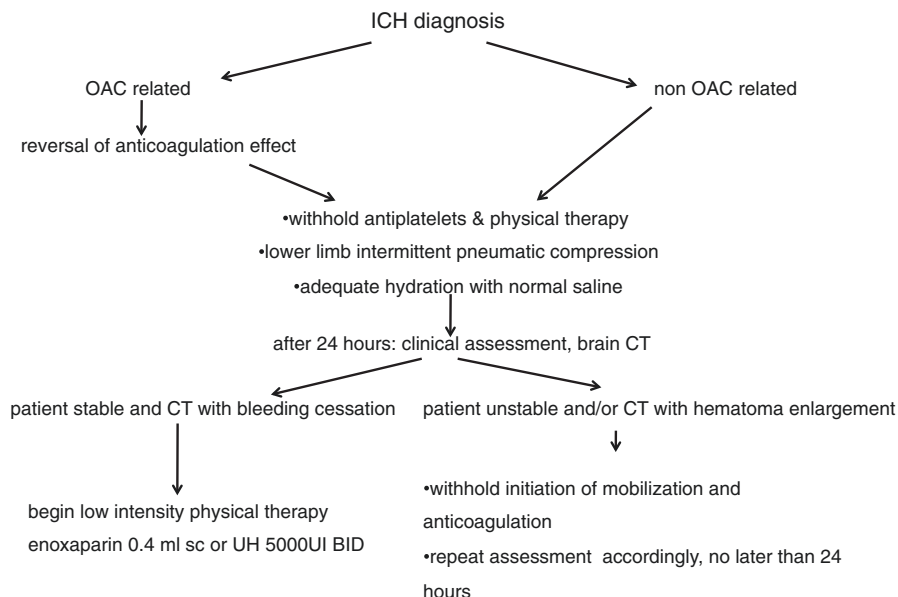 ICH diagnosis
OAC related
non OAC related
reversal of anticoagulation effect
•withhold antiplatelets & physical therapy
•lower limb intermittent pneumatic compression
•adequate hydration with normal saline
after 24 hours: clinical assessment, brain CT
patient stable and CT with bleeding cessation
patient unstable and/or CT with hematoma enlargement
begin low intensity physical therapy
enoxaparin 0.4 ml sc or UH 5000UI BID
•withhold initiation of mobilization and
anticoagulation
•repeat assessment accordingly, no later than 24
hours